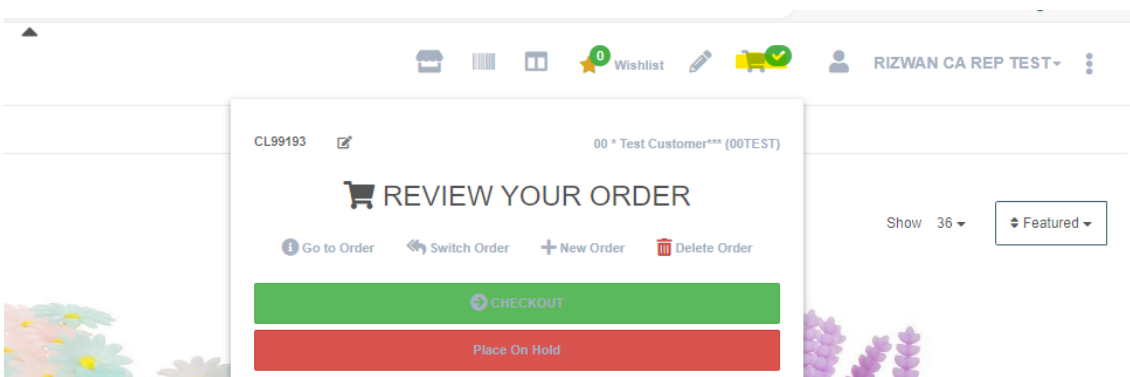 0 Wishlist RIZWAN CA REP TEST
CL99193 00 * Test Customer*** (00TEST)
REVIEW YOUR ORDER
Show 36 Featured
Go to Order Switch Order New Order Delete Order
CHECKOUT
Place On Hold